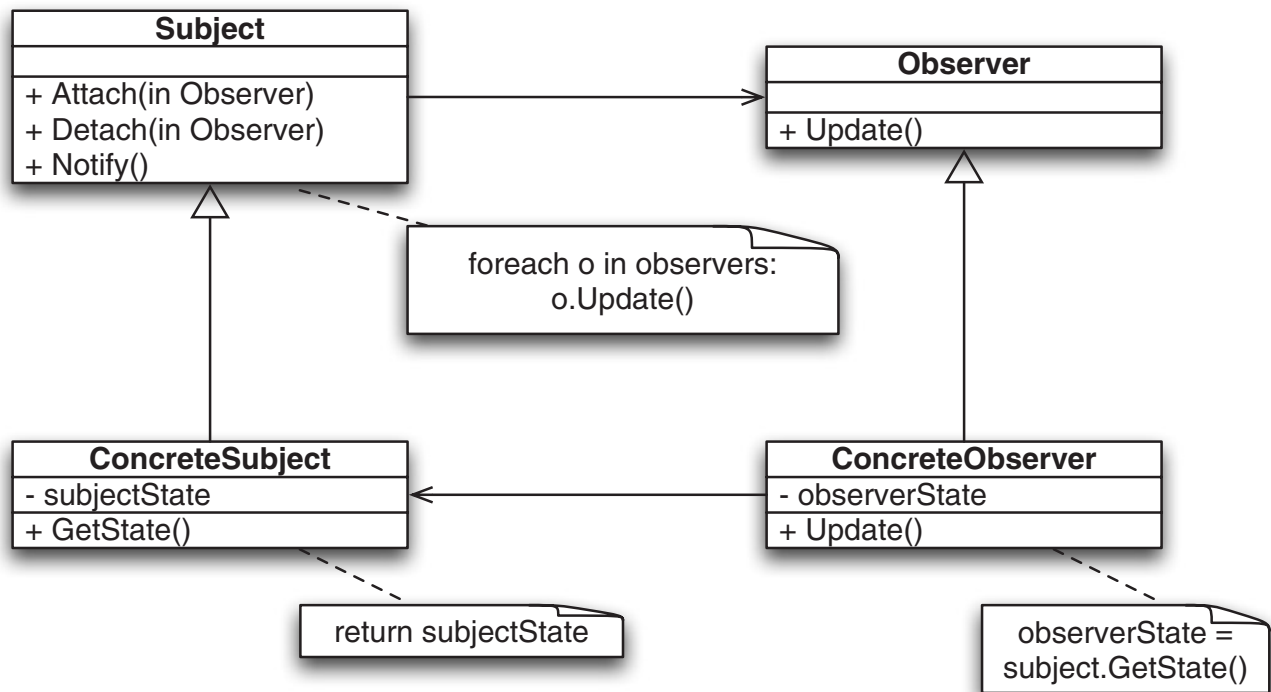 Subject
+ Attach(in Observer)
+ Detach(in Observer)
+ Notify()
Observer
+ Update()
foreach o in observers:
o.Update()
ConcreteSubject
- subjectState
+ GetState()
ConcreteObserver
- observerState
+ Update()
return subjectState
observerState =
subject.GetState()